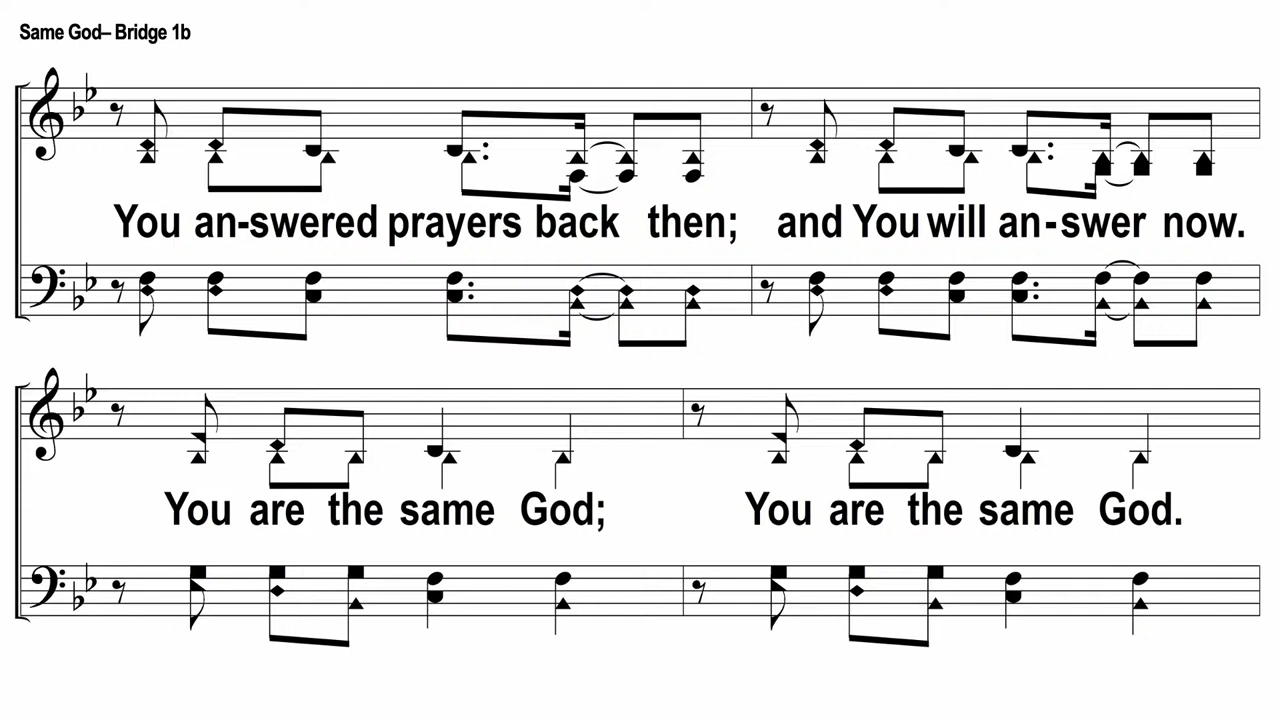 Same God– Bridge 1b
You an-swered prayers back then; and You will an-swer now.
You are the same God; You are the same God.